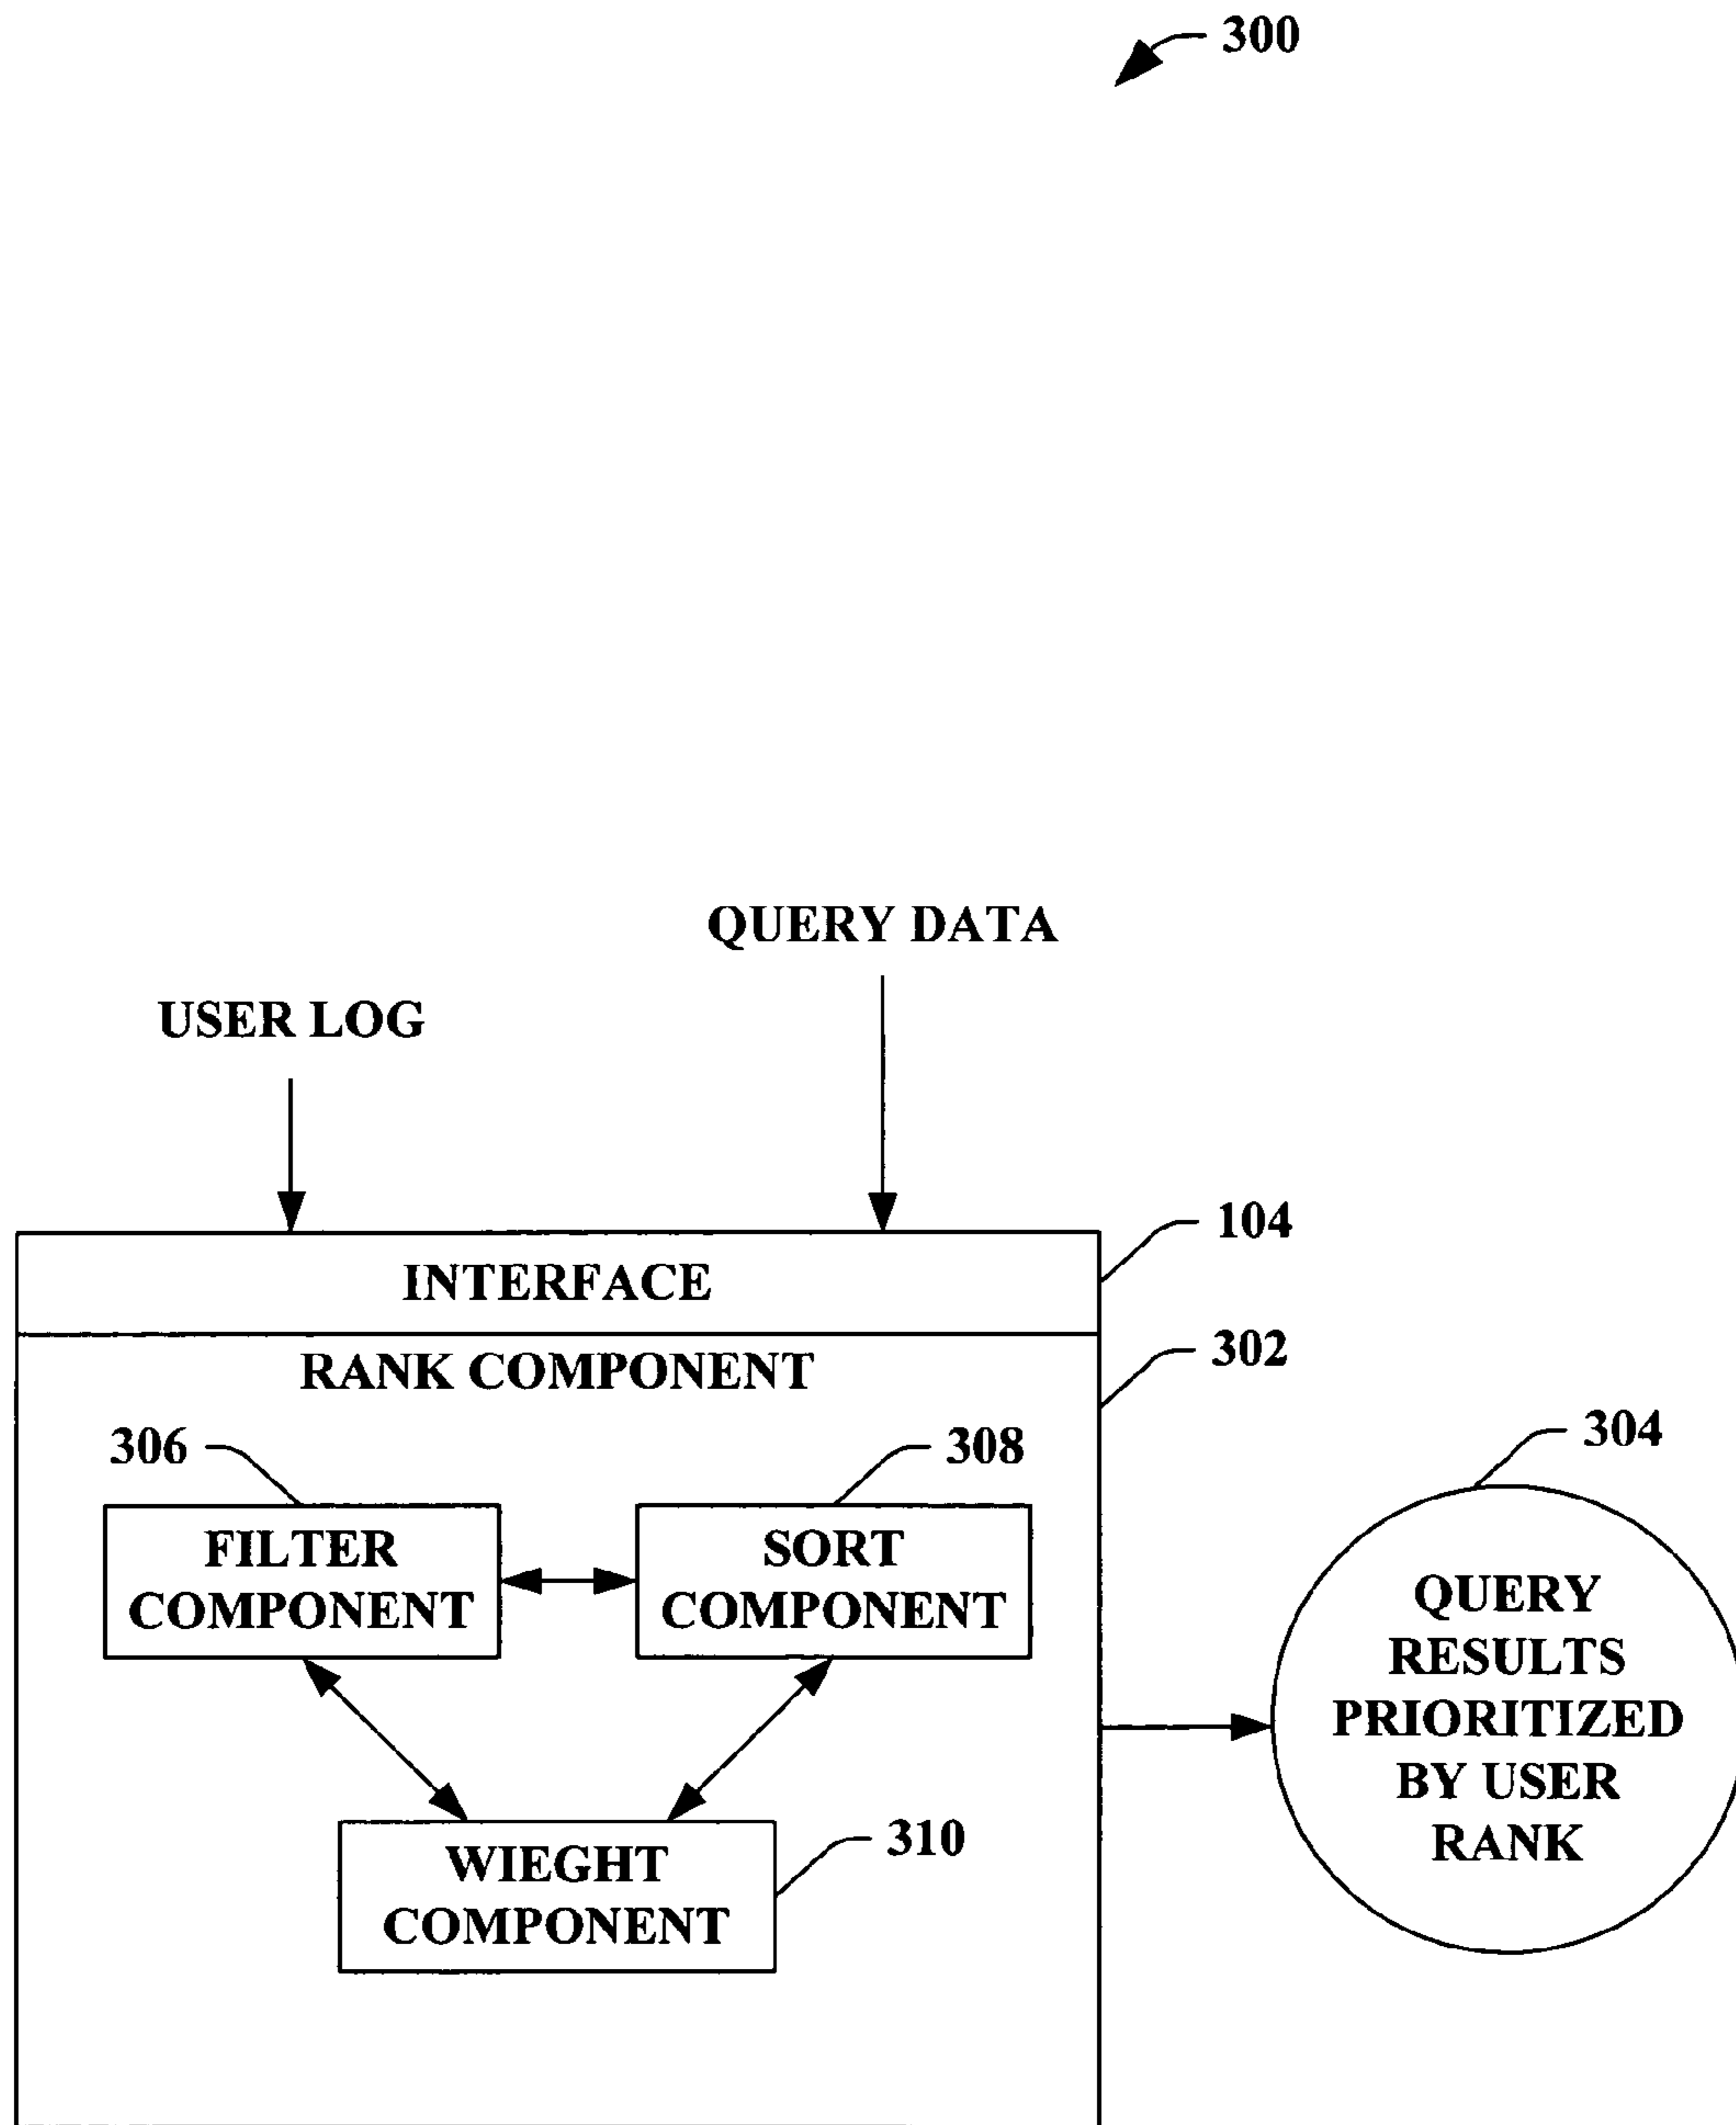 300
QUERY DATA
USER LOG
104
INTERFACE
302
RANK COMPONENT
304
306
308
FILTER
COMPONENT
SORT
COMPONENT
QUERY
RESULTS
PRIORITIZED
BY USER
RANK
310
WIEGHT
COMPONENT